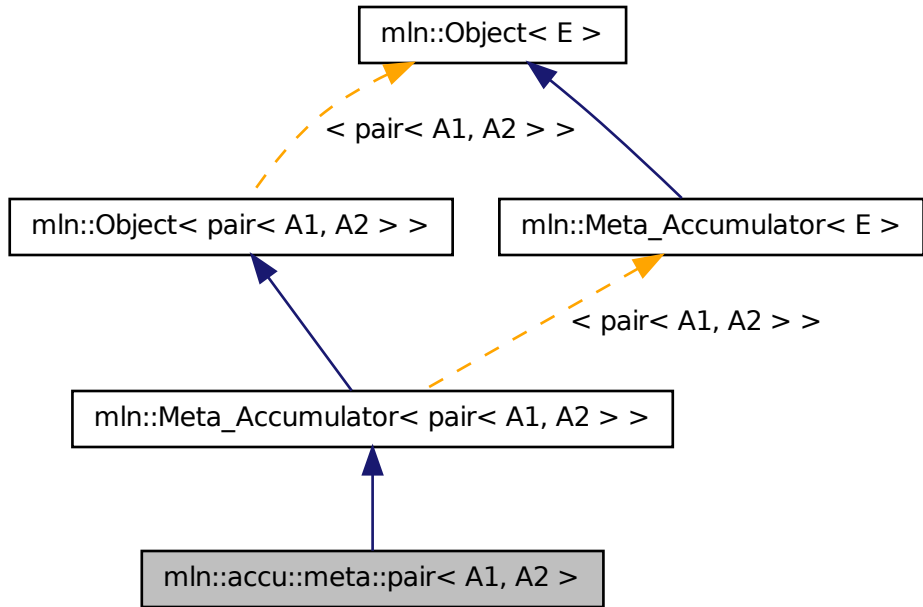 mln::Object< E >
< pair< A1, A2 > >
mln::Object< pair< A1, A2 > >
mln::Meta_Accumulator< E >
< pair< A1, A2 > >
mln::Meta_Accumulator< pair< A1, A2 > >
mln::accu::meta::pair< A1, A2 >